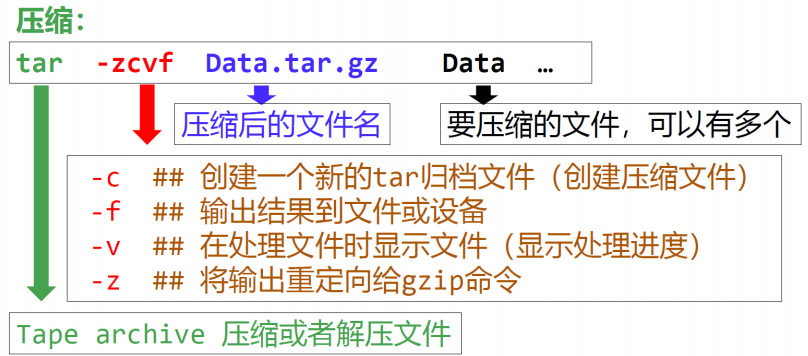 压缩：
tar -zcvf Data.tar.gz Data …
压缩后的文件名
要压缩的文件，可以有多个
-c ## 创建一个新的tar归档文件（创建压缩文件）
-f ## 输出结果到文件或设备
-v ## 在处理文件时显示文件（显示处理进度）
-z ## 将输出重定向给gzip命令
Tape archive 压缩或者解压文件